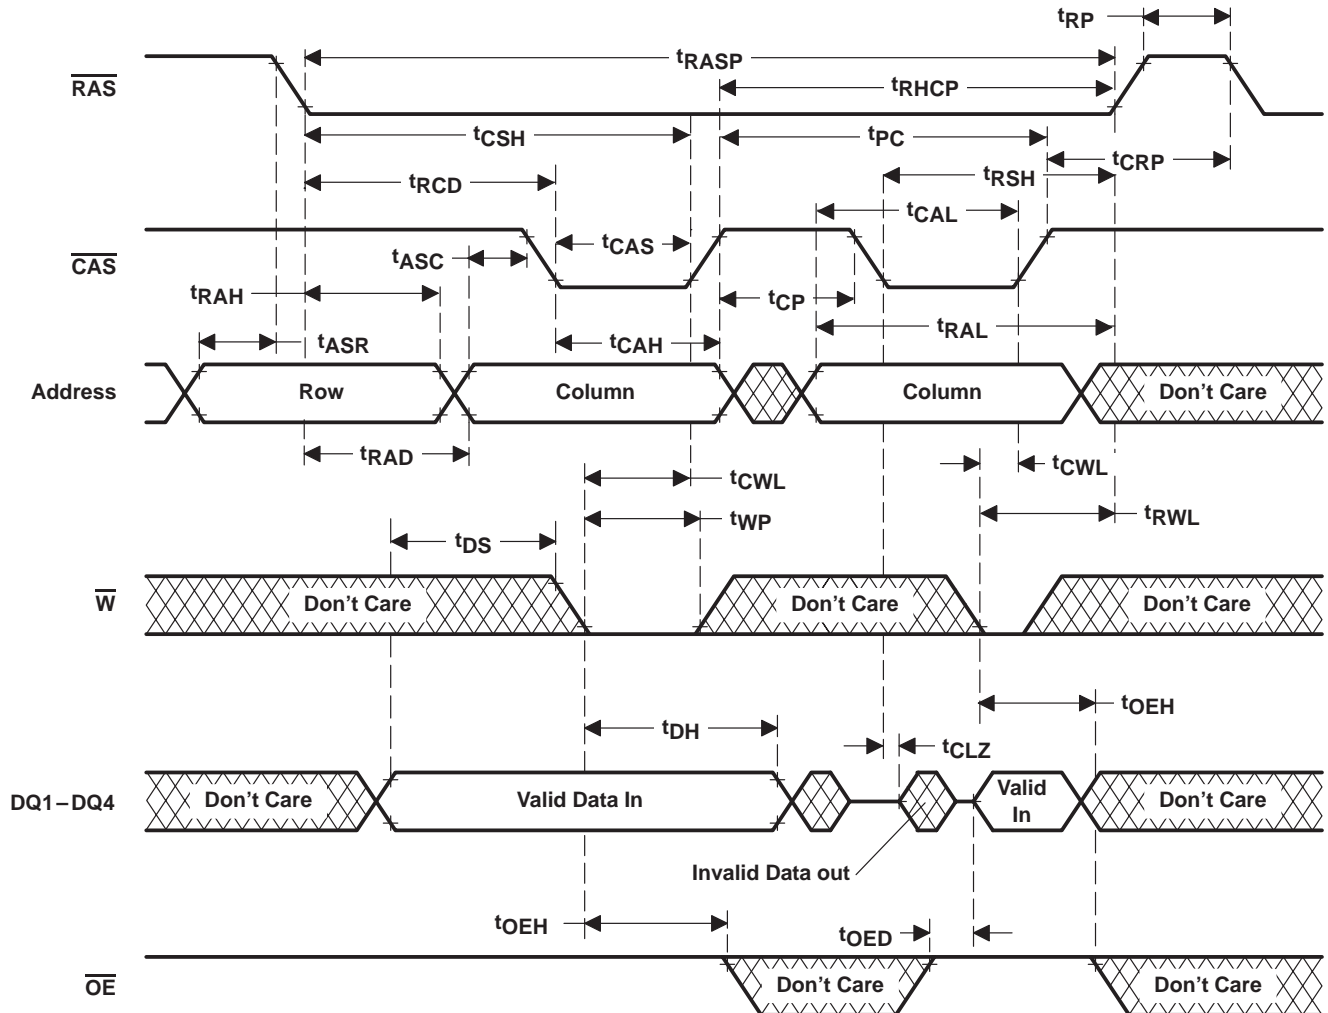 tRP
tRASP
RAS
tRHCP
tCSH
tPC
tCRP
tRCD
tRSH
tCAL
tCAS
CAS
tASC
tRAH
tCP
tRAL
tASR
tCAH
Address
Row
Column
Column
Don't Care
tRAD
tCWL
tCWL
tWP
tRWL
tDS
W
Don't Care
Don't Care
Don't Care
tOEH
tDH
tCLZ
DQ1–DQ4
Don't Care
Valid Data In
Valid
In
Don't Care
Invalid Data out
tOEH
tOED
OE
Don't Care
Don't Care